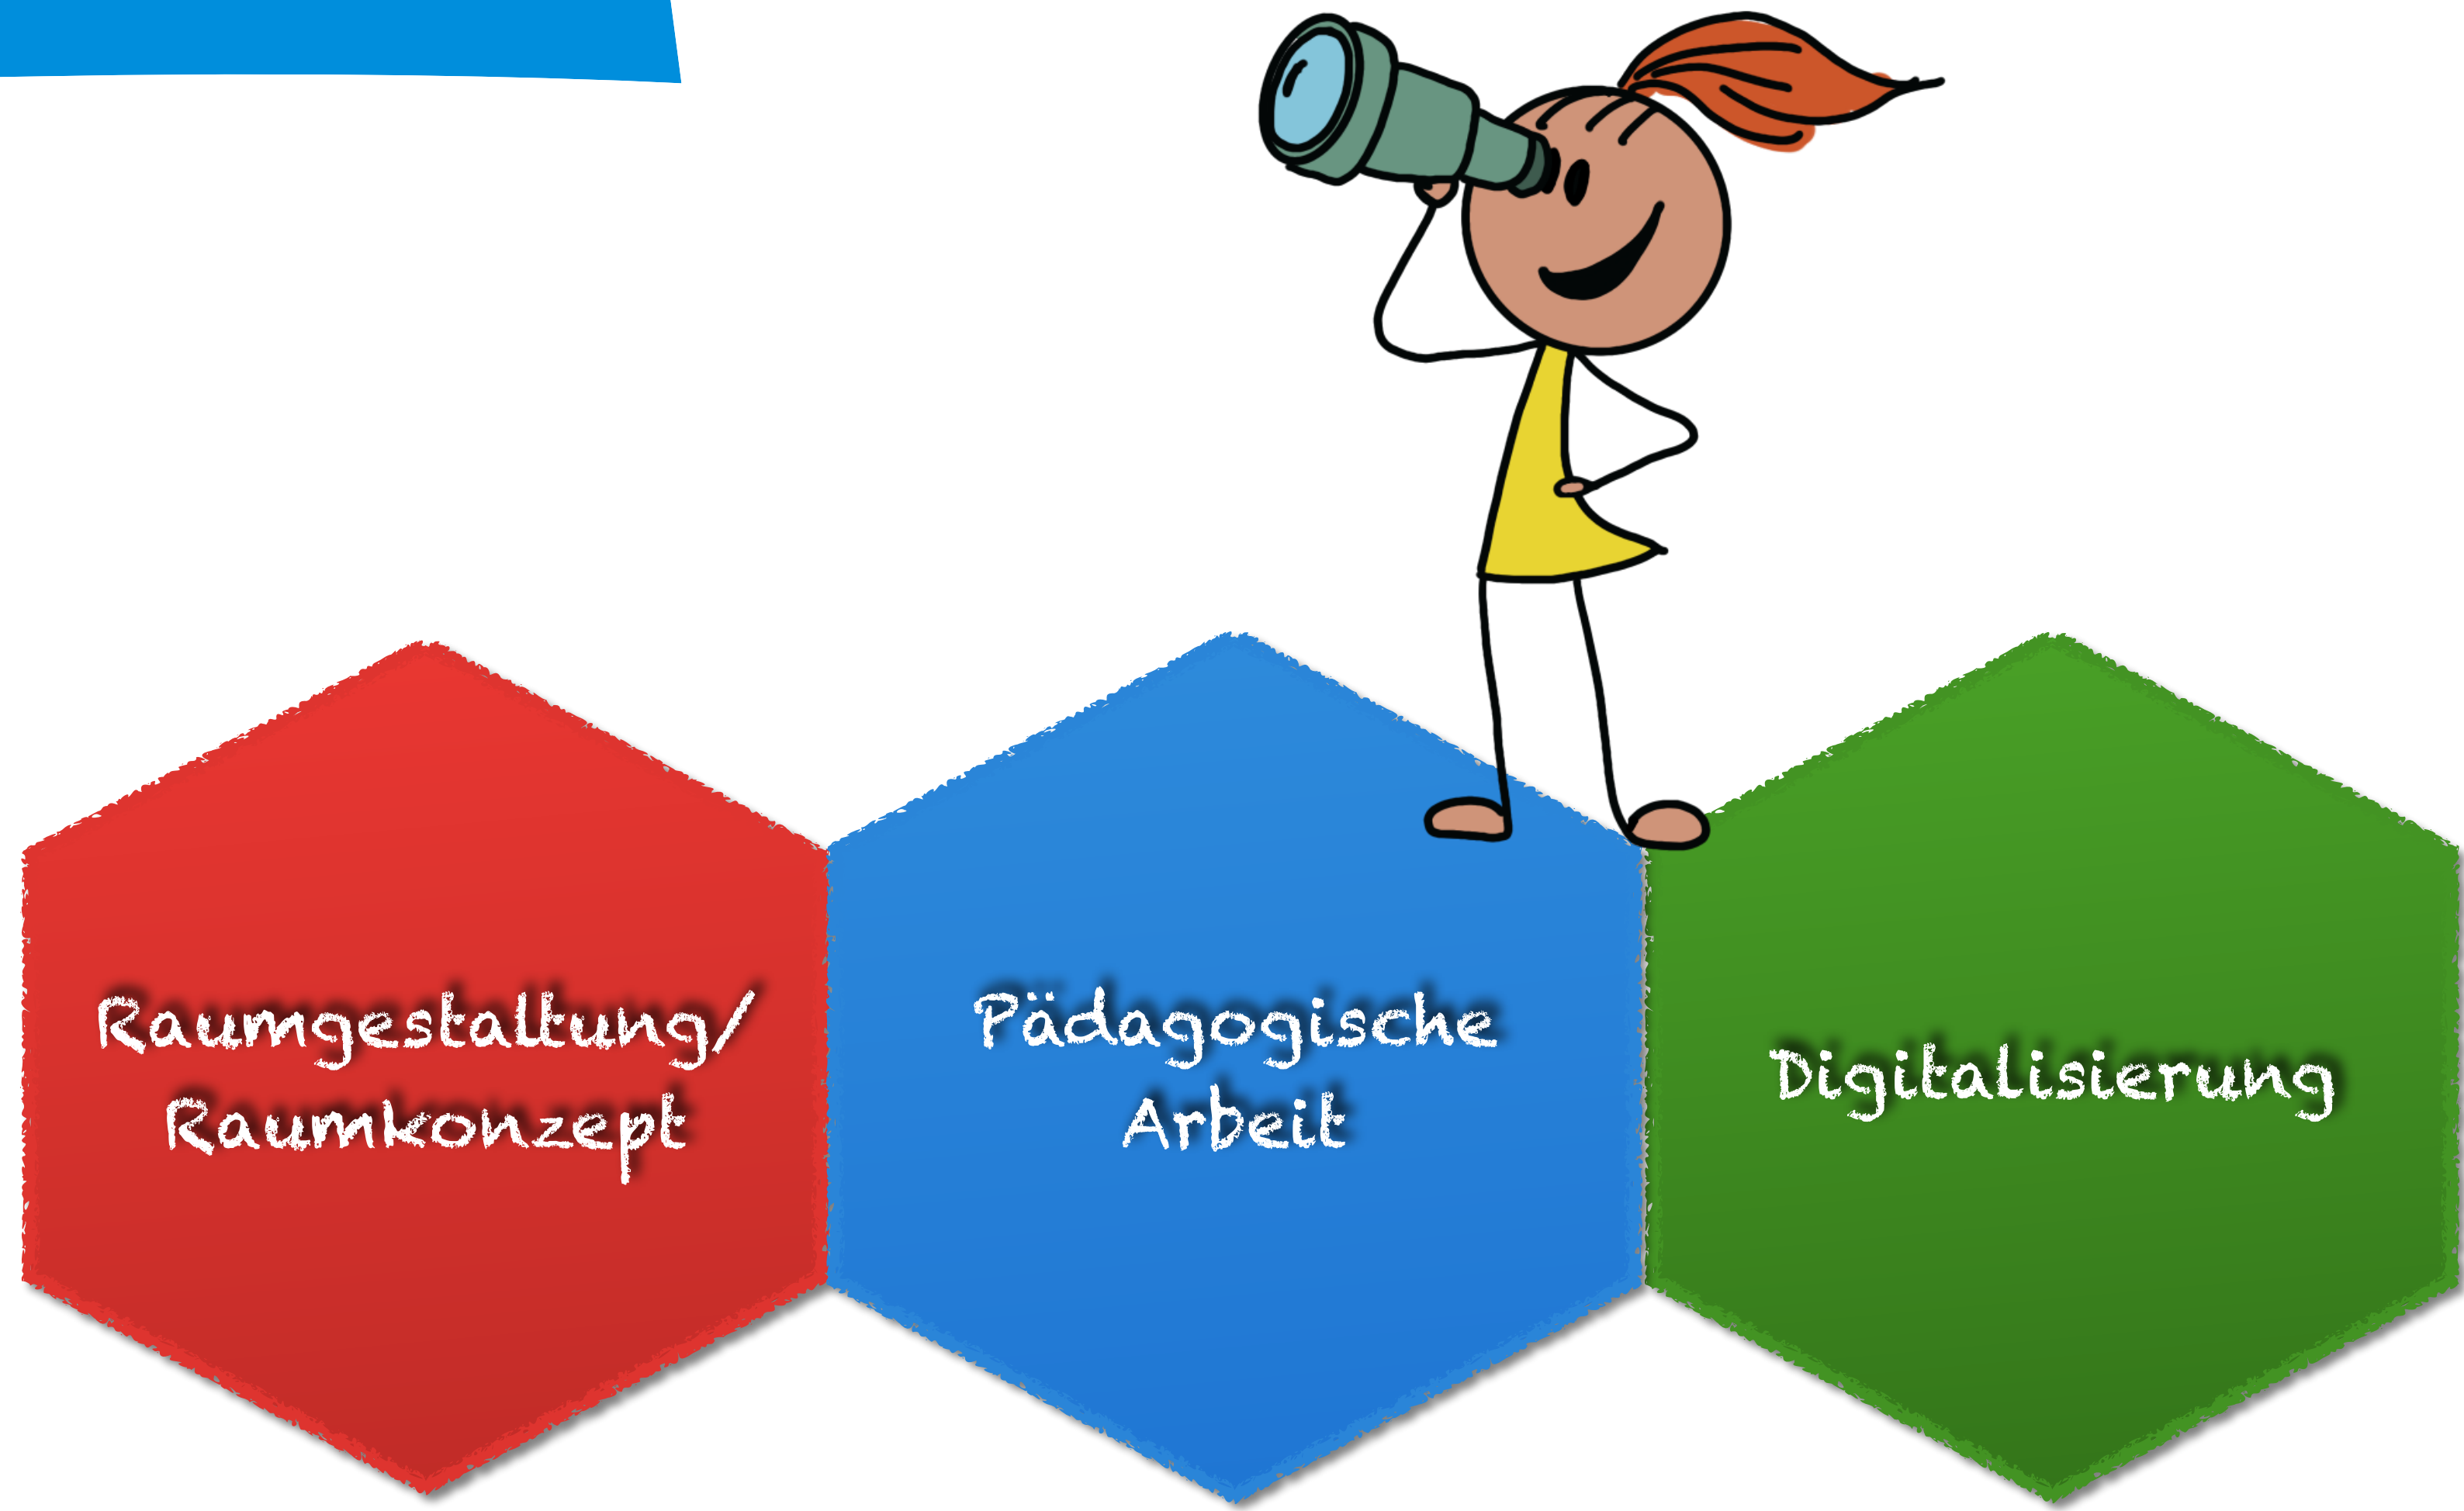 Raumgestaltung/
Raumkonzept
Pädagogische
Arbeit
Digitalisierung